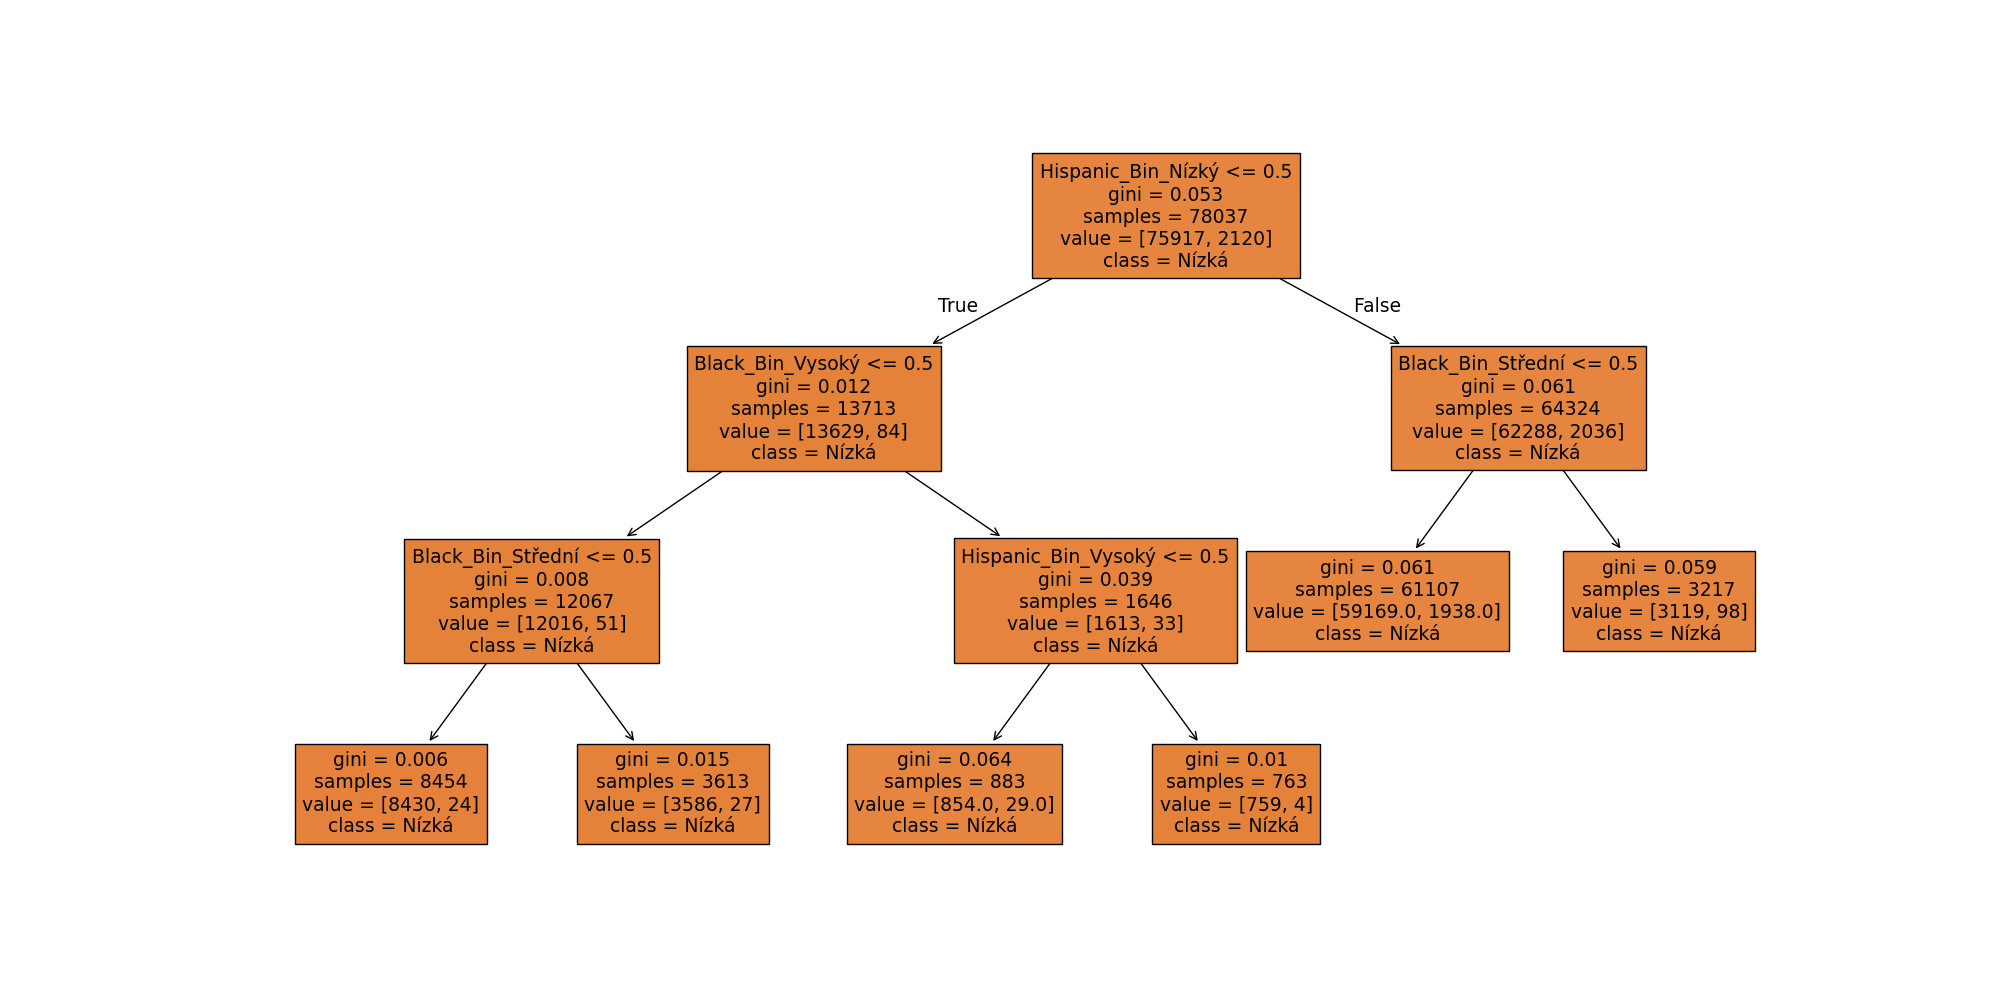 Hispanic_Bin_Nízký <= 0.5
gini = 0.053
samples = 78037
value = [75917, 2120]
class = Nízká
True
False
Black_Bin_Vysoký <= 0.5
gini = 0.012
samples = 13713
value = [13629, 84]
class = Nízká
Black_Bin_Střední <= 0.5
gini = 0.061
samples = 64324
value = [62288, 2036]
class = Nízká
Black_Bin_Střední <= 0.5
gini = 0.008
samples = 12067
value = [12016, 51]
class = Nízká
Hispanic_Bin_Vysoký <= 0.5
gini = 0.039
samples = 1646
value = [1613, 33]
class = Nízká
gini = 0.061
samples = 61107
value = [59169.0, 1938.0]
class = Nízká
gini = 0.059
samples = 3217
value = [3119, 98]
class = Nízká
gini = 0.006
samples = 8454
value = [8430, 24]
class = Nízká
gini = 0.015
samples = 3613
value = [3586, 27]
class = Nízká
gini = 0.064
samples = 883
value = [854.0, 29.0]
class = Nízká
gini = 0.01
samples = 763
value = [759, 4]
class = Nízká